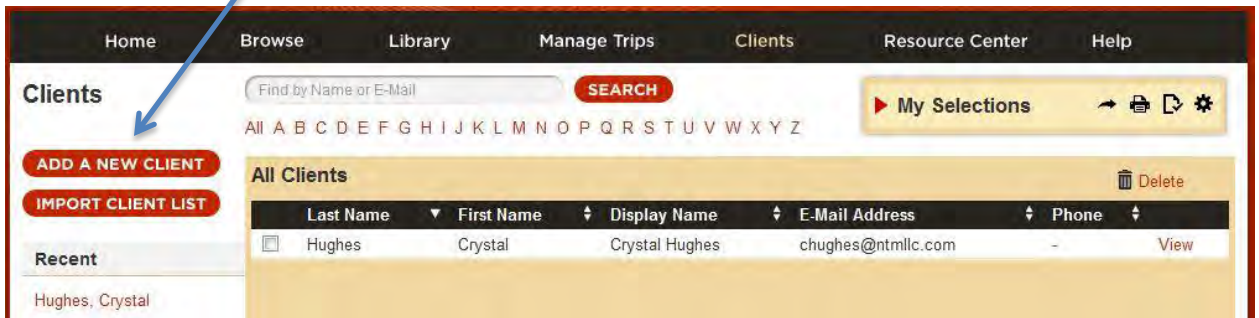 Home Browse Library Manage Trips Clients Resource Center Help
Clients
Find by Name or E-Mail SEARCH
My Selections
All A B C D E F G H I J K L M N O P Q R S T U V W X Y Z
ADD A NEW CLIENT
IMPORT CLIENT LIST
Recent
Hughes, Crystal
All Clients
Delete
Last Name First Name Display Name E-Mail Address Phone
Hughes Crystal Crystal Hughes chughes@ntmllc.com - View